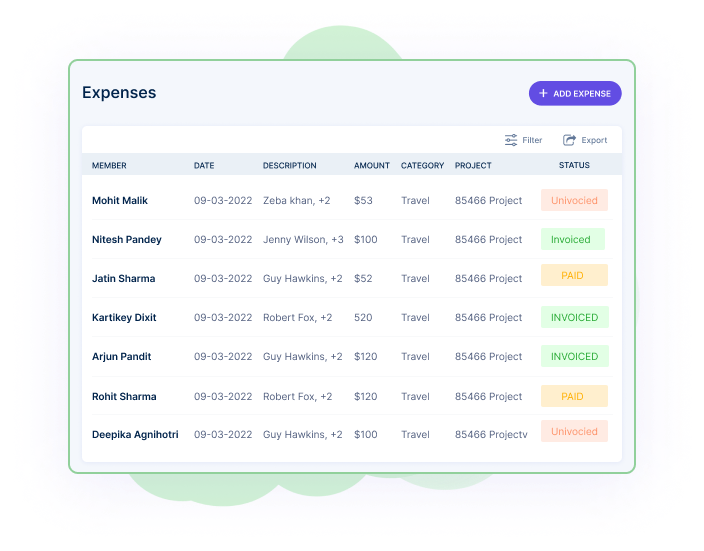 Expenses
+ ADD EXPENSE
Filter Export
MEMBER DATE DESCRIPTION AMOUNT CATEGORY PROJECT STATUS
Mohit Malik 09-03-2022 Zeba khan, +2 $53 Travel 85466 Project Univocied
Nitesh Pandey 09-03-2022 Jenny Wilson, +3 $100 Travel 85466 Project Invoiced
Jatin Sharma 09-03-2022 Guy Hawkins, +2 $52 Travel 85466 Project PAID
Kartikey Dixit 09-03-2022 Robert Fox, +2 520 Travel 85466 Project INVOICED
Arjun Pandit 09-03-2022 Guy Hawkins, +2 $120 Travel 85466 Project INVOICED
Rohit Sharma 09-03-2022 Robert Fox, +2 $120 Travel 85466 Project PAID
Deepika Agnihotri 09-03-2022 Guy Hawkins, +2 $100 Travel 85466 Projectv Univocied